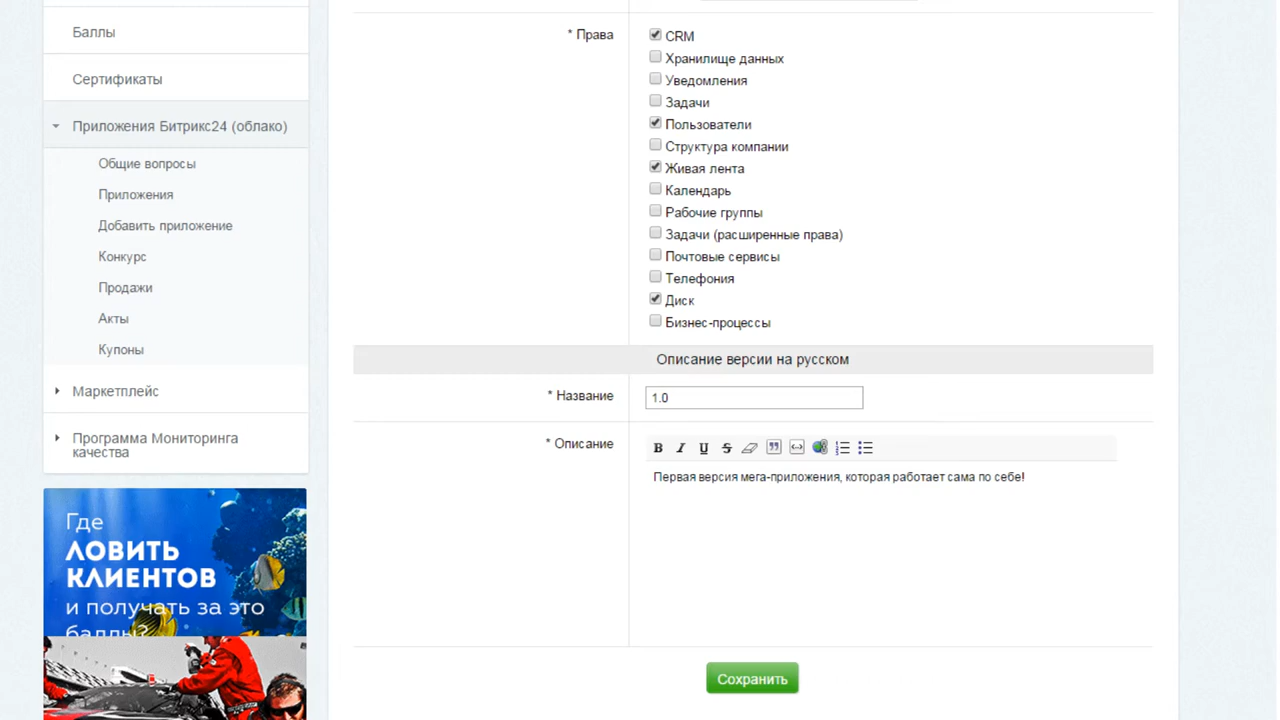 Баллы
Сертификаты
Приложения Битрикс24 (облако)
Общие вопросы
Приложения
Добавить приложение
Конкурс
Продажи
Акты
Купоны
Маркетплейс
Программа Мониторинга
качества
Где
ЛОВИТЬ
КЛИЕНТОВ
и получать за это
баллы?
* Права
CRM
Хранилище данных
Уведомления
Задачи
Пользователи
Структура компании
Живая лента
Календарь
Рабочие группы
Задачи (расширенные права)
Почтовые сервисы
Телефония
Диск
Бизнес-процессы
Описание версии на русском
* Название
1.0
* Описание
B I U S
Первая версия мега-приложения, которая работает сама по себе!
Сохранить